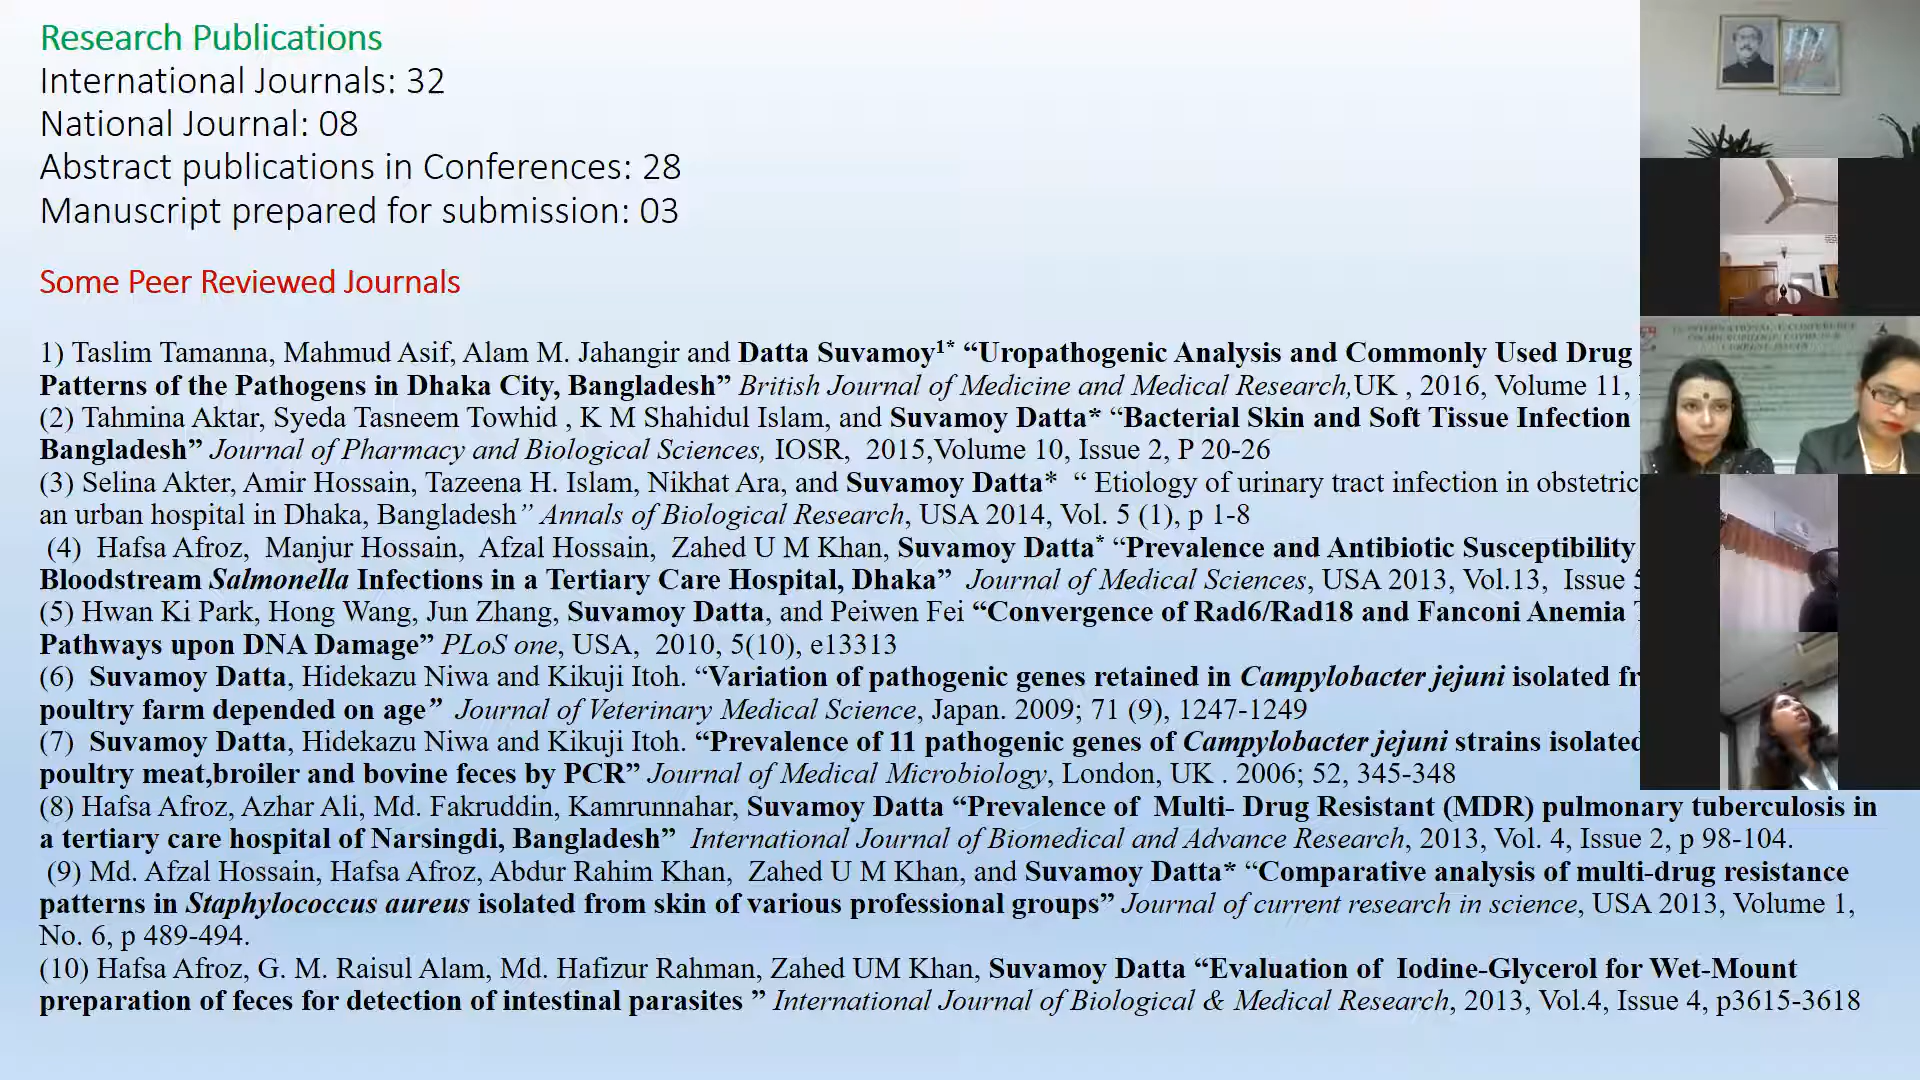 Research Publications
International Journals: 32
National Journal: 08
Abstract publications in Conferences: 28
Manuscript prepared for submission: 03
Some Peer Reviewed Journals
1) Taslim Tamanna, Mahmud Asif, Alam M. Jahangir and Datta Suvamoy¹* “Uropathogenic Analysis and Commonly Used Drug
Patterns of the Pathogens in Dhaka City, Bangladesh” British Journal of Medicine and Medical Research,UK , 2016, Volume 11,
(2) Tahmina Aktar, Syeda Tasneem Towhid , K M Shahidul Islam, and Suvamoy Datta* “Bacterial Skin and Soft Tissue Infection
Bangladesh” Journal of Pharmacy and Biological Sciences, IOSR, 2015,Volume 10, Issue 2, P 20-26
(3) Selina Akter, Amir Hossain, Tazeena H. Islam, Nikhat Ara, and Suvamoy Datta* “ Etiology of urinary tract infection in obstetric
an urban hospital in Dhaka, Bangladesh” Annals of Biological Research, USA 2014, Vol. 5 (1), p 1-8
(4) Hafsa Afroz, Manjur Hossain, Afzal Hossain, Zahed U M Khan, Suvamoy Datta* “Prevalence and Antibiotic Susceptibility
Bloodstream Salmonella Infections in a Tertiary Care Hospital, Dhaka” Journal of Medical Sciences, USA 2013, Vol.13, Issue
(5) Hwan Ki Park, Hong Wang, Jun Zhang, Suvamoy Datta, and Peiwen Fei “Convergence of Rad6/Rad18 and Fanconi Anemia
Pathways upon DNA Damage” PLoS one, USA, 2010, 5(10), e13313
(6) Suvamoy Datta, Hidekazu Niwa and Kikuji Itoh. “Variation of pathogenic genes retained in Campylobacter jejuni isolated
poultry farm depended on age” Journal of Veterinary Medical Science, Japan. 2009; 71 (9), 1247-1249
(7) Suvamoy Datta, Hidekazu Niwa and Kikuji Itoh. “Prevalence of 11 pathogenic genes of Campylobacter jejuni strains isolated
poultry meat,broiler and bovine feces by PCR” Journal of Medical Microbiology, London, UK . 2006; 52, 345-348
(8) Hafsa Afroz, Azhar Ali, Md. Fakruddin, Kamrunnahar, Suvamoy Datta “Prevalence of Multi- Drug Resistant (MDR) pulmonary tuberculosis in
a tertiary care hospital of Narsingdi, Bangladesh” International Journal of Biomedical and Advance Research, 2013, Vol. 4, Issue 2, p 98-104.
(9) Md. Afzal Hossain, Hafsa Afroz, Abdur Rahim Khan, Zahed U M Khan, and Suvamoy Datta* “Comparative analysis of multi-drug resistance
patterns in Staphylococcus aureus isolated from skin of various professional groups” Journal of current research in science, USA 2013, Volume 1,
No. 6, p 489-494.
(10) Hafsa Afroz, G. M. Raisul Alam, Md. Hafizur Rahman, Zahed UM Khan, Suvamoy Datta “Evaluation of Iodine-Glycerol for Wet-Mount
preparation of feces for detection of intestinal parasites ” International Journal of Biological & Medical Research, 2013, Vol.4, Issue 4, p3615-3618